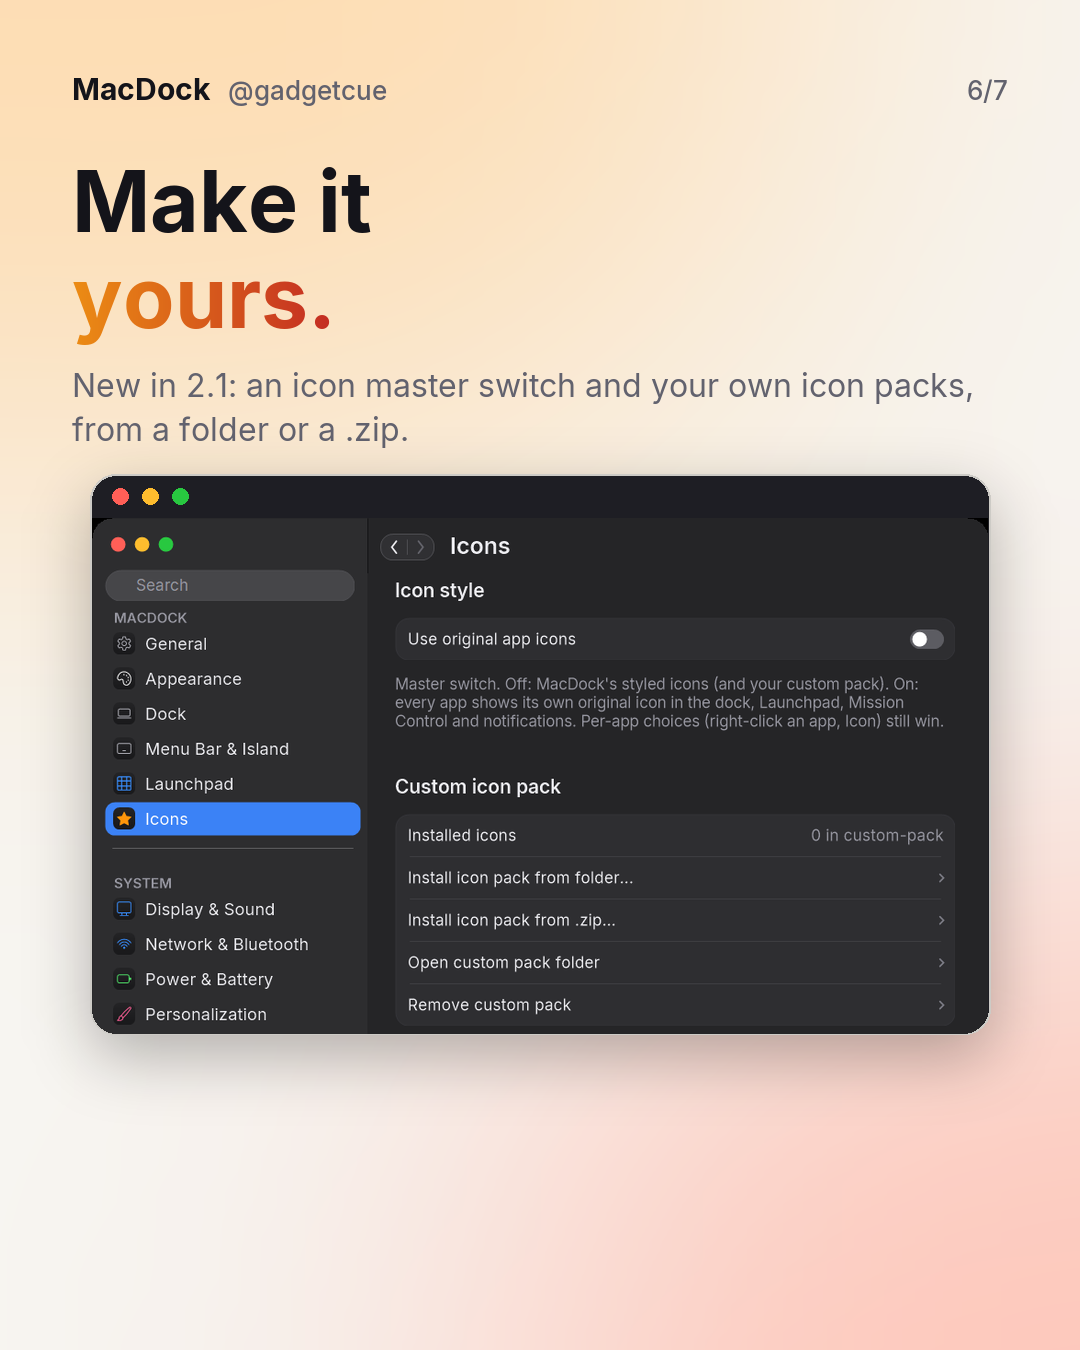 MacDock @gadgetcue
6/7
Make it
yours.
New in 2.1: an icon master switch and your own icon packs,
from a folder or a .zip.
Search
MACDOCK
General
Appearance
Dock
Menu Bar & Island
Launchpad
Icons
SYSTEM
Display & Sound
Network & Bluetooth
Power & Battery
Personalization
Icons
Icon style
Use original app icons
Master switch. Off: MacDock's styled icons (and your custom pack). On:
every app shows its own original icon in the dock, Launchpad, Mission
Control and notifications. Per-app choices (right-click an app, Icon) still win.
Custom icon pack
Installed icons 0 in custom-pack
Install icon pack from folder...
Install icon pack from .zip...
Open custom pack folder
Remove custom pack